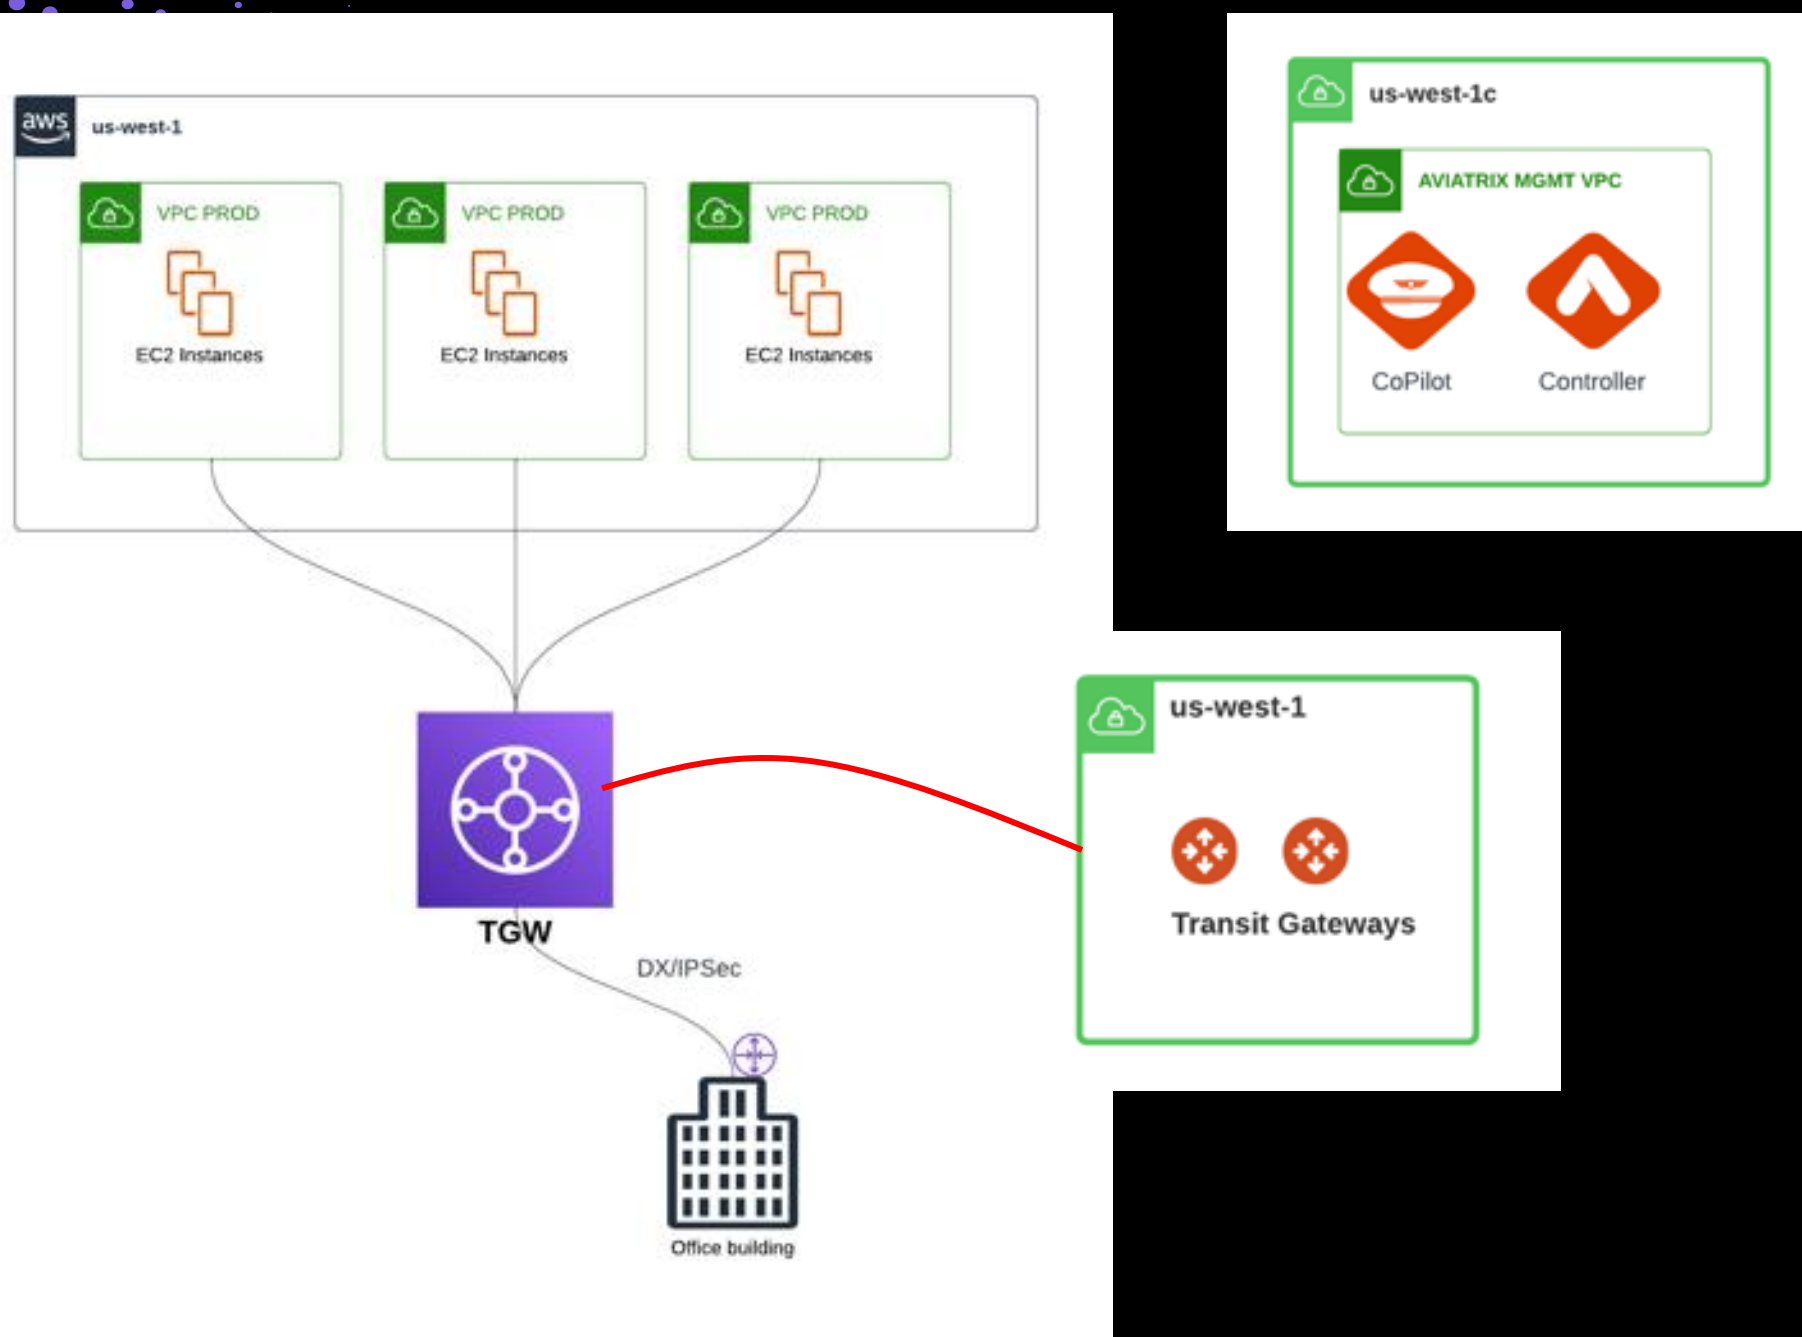 aws
us-west-1
VPC PROD
EC2 Instances
VPC PROD
EC2 Instances
VPC PROD
EC2 Instances
us-west-1c
AVIATRIX MGMT VPC
CoPilot
Controller
TGW
DX/IPSec
Office building
us-west-1
Transit Gateways